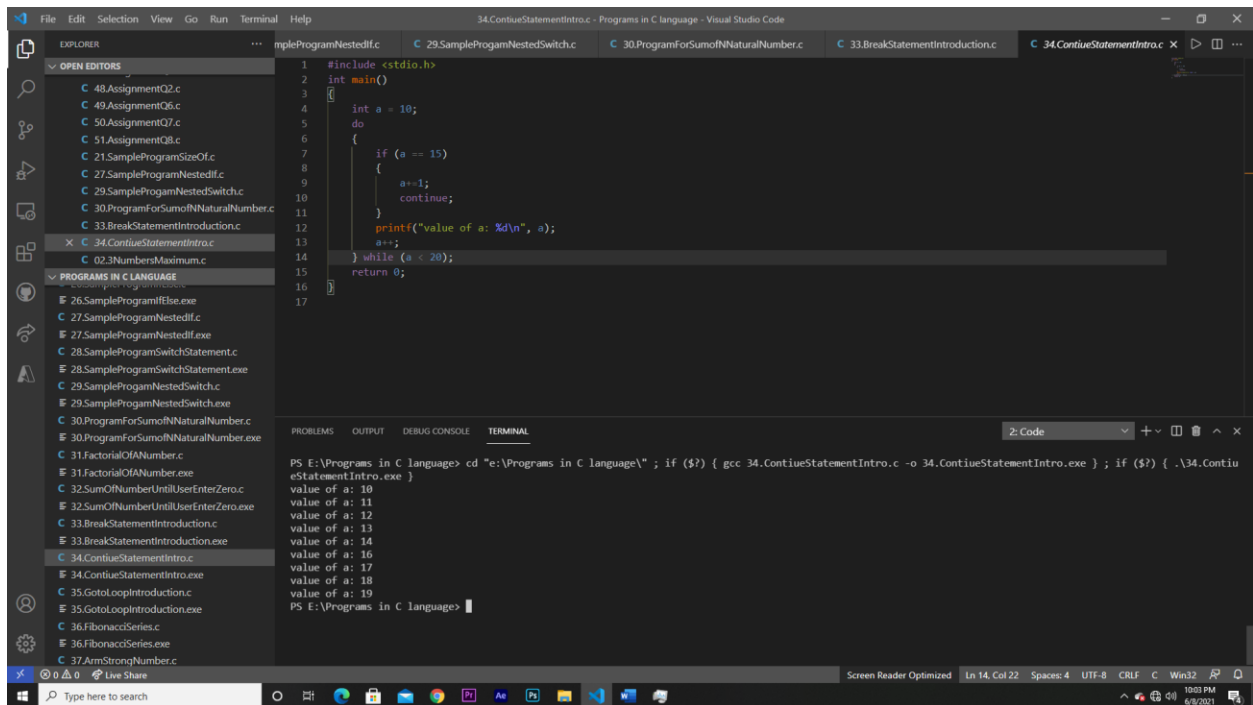 File Edit Selection View Go Run Terminal Help
34.ContiueStatementIntro.c - Programs in C language - Visual Studio Code
EXPLORER
OPEN EDITORS
C 48.AssignmentQ2.c
C 49.AssignmentQ6.c
C 50.AssignmentQ7.c
C 51.AssignmentQ8.c
C 21.SampleProgramSizeOf.c
C 27.SampleProgramNestedIf.c
C 29.SampleProgamNestedSwitch.c
C 30.ProgramForSumofNNaturalNumber.c
C 33.BreakStatementIntroduction.c
C 34.ContiueStatementIntro.c
C 02.3NumbersMaximum.c
PROGRAMS IN C LANGUAGE
26.SampleProgramIfElse.exe
C 27.SampleProgramNestedIf.c
27.SampleProgramNestedIf.exe
C 28.SampleProgramSwitchStatement.c
28.SampleProgramSwitchStatement.exe
C 29.SampleProgamNestedSwitch.c
29.SampleProgamNestedSwitch.exe
C 30.ProgramForSumofNNaturalNumber.c
30.ProgramForSumofNNaturalNumber.exe
C 31.FactorialOfANumber.c
31.FactorialOfANumber.exe
C 32.SumOfNumberUntilUserEnterZero.c
32.SumOfNumberUntilUserEnterZero.exe
C 33.BreakStatementIntroduction.c
33.BreakStatementIntroduction.exe
C 34.ContiueStatementIntro.c
34.ContiueStatementIntro.exe
C 35.GotoLoopIntroduction.c
35.GotoLoopIntroduction.exe
C 36.FibonacciSeries.c
36.FibonacciSeries.exe
C 37.ArmStrongNumber.c
mpleProgramNestedIf.c C 29.SampleProgamNestedSwitch.c C 30.ProgramForSumofNNaturalNumber.c C 33.BreakStatementIntroduction.c C 34.ContiueStatementIntro.c
1 #include <stdio.h>
2 int main()
3 {
4 int a = 10;
5 do
6 {
7 if (a == 15)
8 {
9 a+=1;
10 continue;
11 }
12 printf("value of a: %d\n", a);
13 a++;
14 } while (a < 20);
15 return 0;
16 }
17
PROBLEMS OUTPUT DEBUG CONSOLE TERMINAL 2: Code
PS E:\Programs in C language> cd "e:\Programs in C language\" ; if ($?) { gcc 34.ContiueStatementIntro.c -o 34.ContiueStatementIntro.exe } ; if ($?) { .\34.Contiu
eStatementIntro.exe }
value of a: 10
value of a: 11
value of a: 12
value of a: 13
value of a: 14
value of a: 16
value of a: 17
value of a: 18
value of a: 19
PS E:\Programs in C language>
0 0 Live Share Screen Reader Optimized Ln 14, Col 22 Spaces: 4 UTF-8 CRLF C Win32
Type here to search
Pr Ae Ps
10:03 PM
6/8/2021